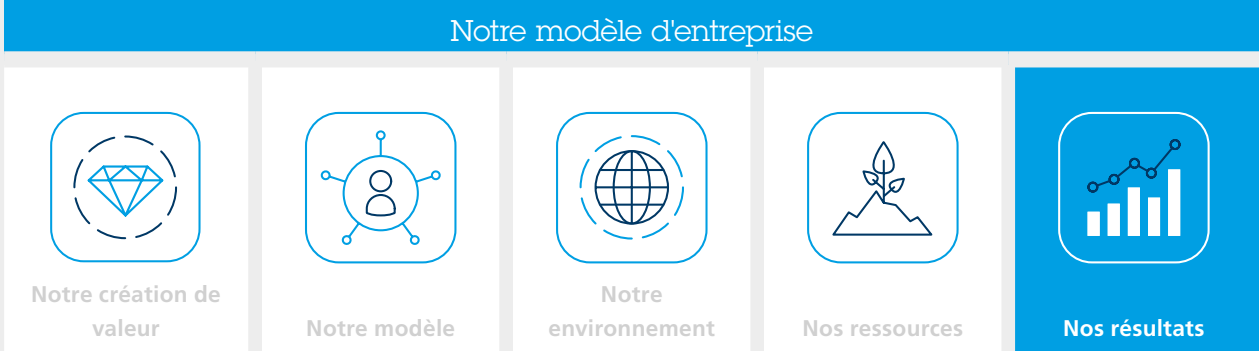 Notre modèle d'entreprise
Notre création de
valeur
Notre modèle
Notre
environnement
Nos ressources
Nos résultats